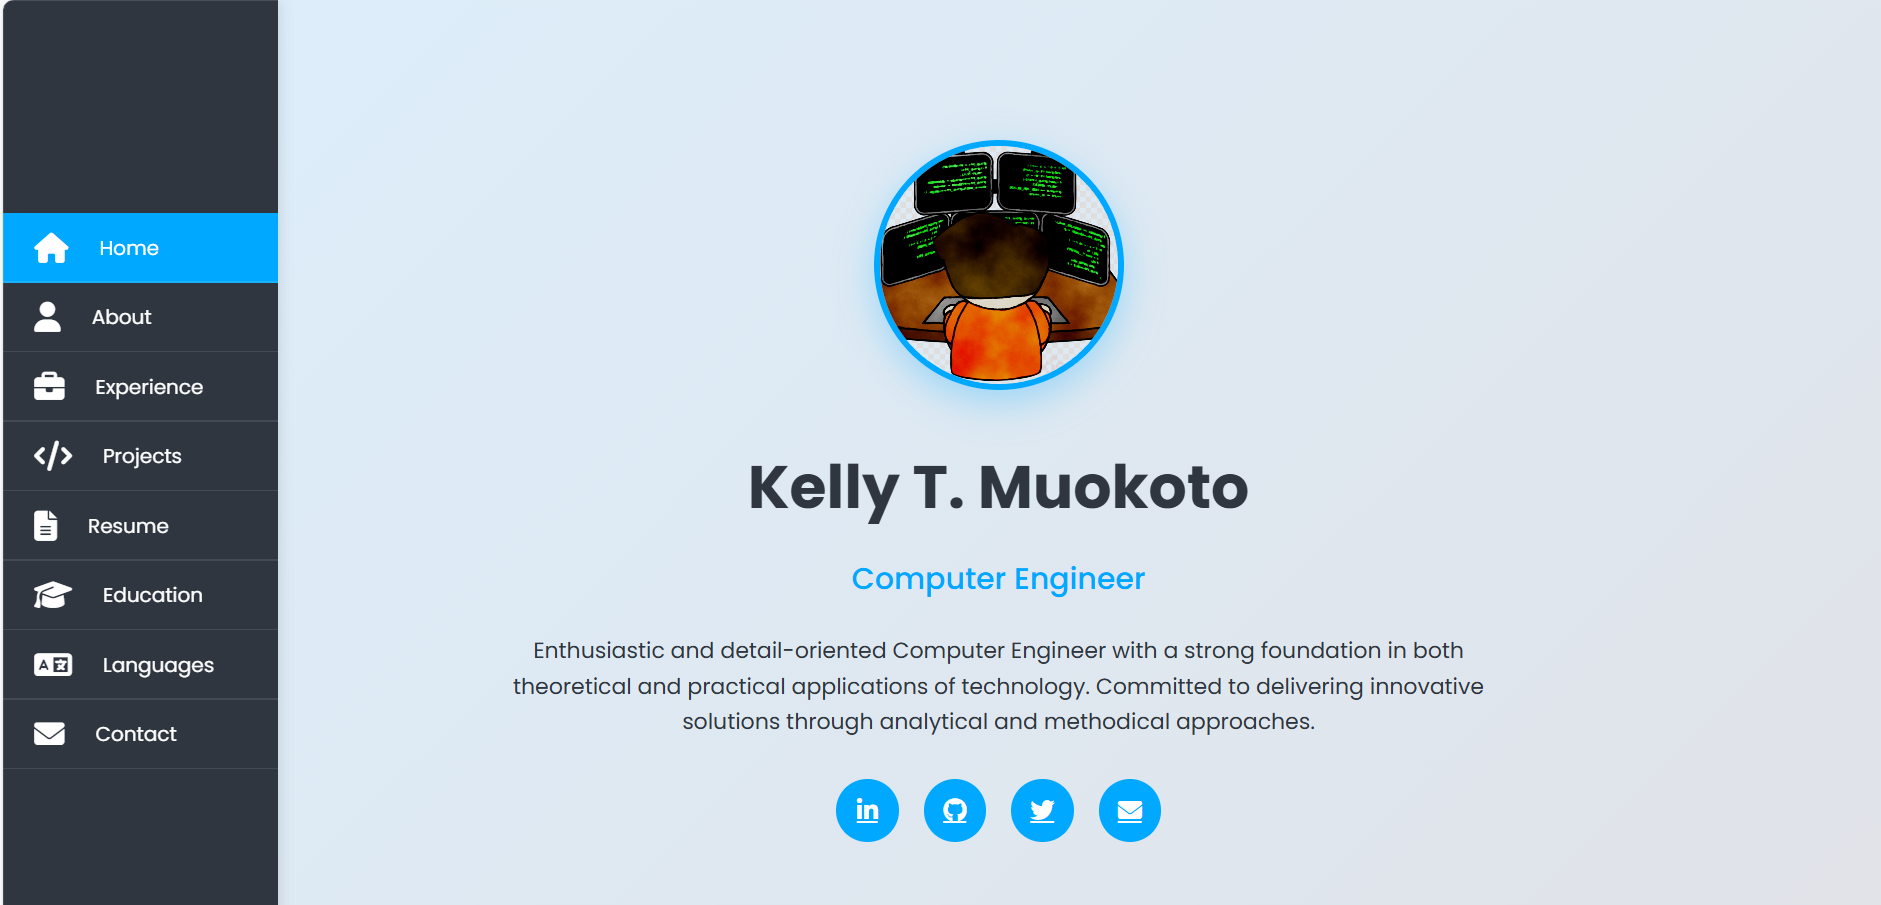 Home
About
Experience
Projects
Resume
Education
Languages
Contact
Kelly T. Muokoto
Computer Engineer
Enthusiastic and detail-oriented Computer Engineer with a strong foundation in both
theoretical and practical applications of technology. Committed to delivering innovative
solutions through analytical and methodical approaches.